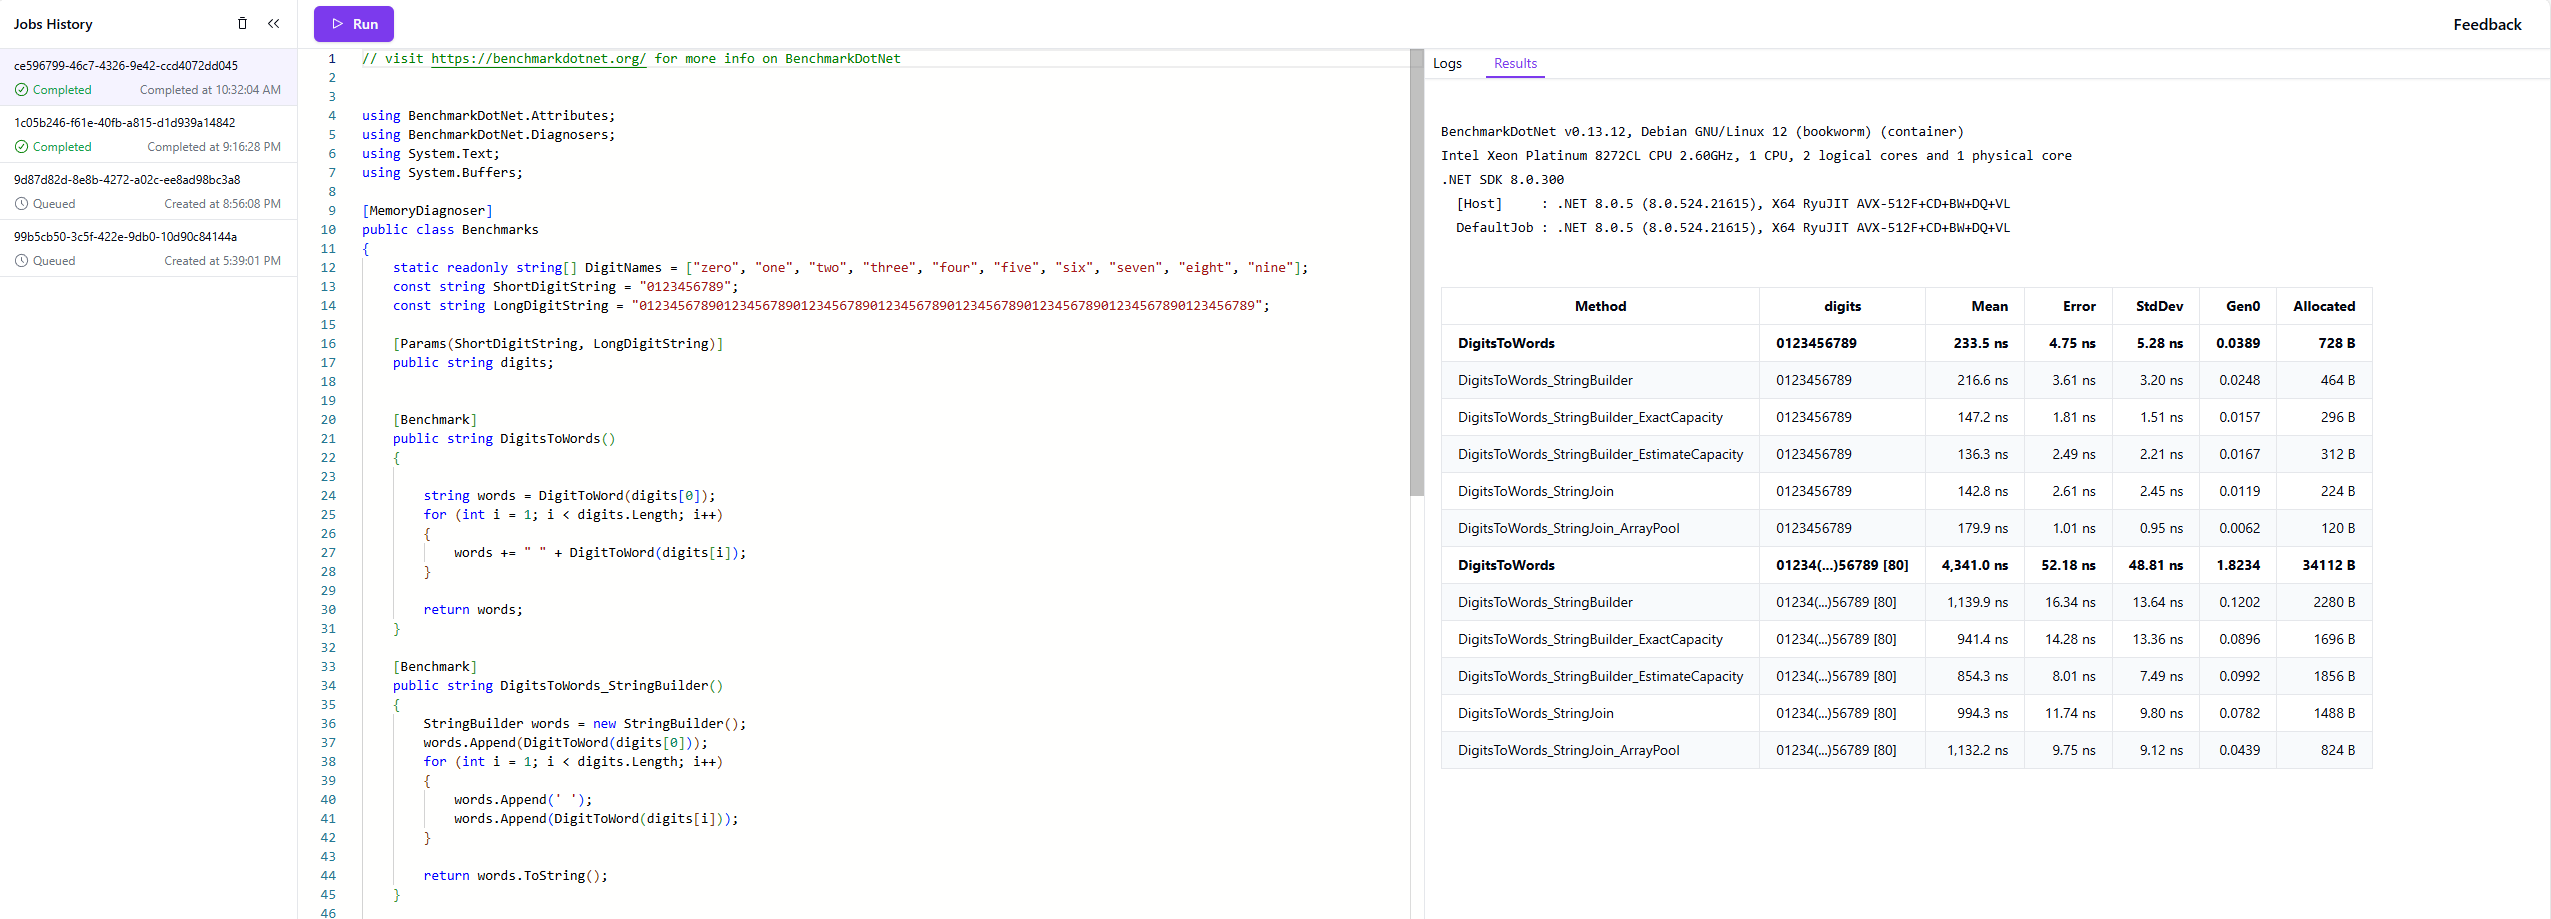 Jobs History
ce596799-46c7-4326-9e42-ccd4072dd045
Completed Completed at 10:32:04 AM
1c05b246-f61e-40fb-a815-d1d939a14842
Completed Completed at 9:16:28 PM
9d87d82d-8e8b-4272-a02c-ee8ad98bc3a8
Queued Created at 8:56:08 PM
99b5cb50-3c5f-422e-9db0-10d90c84144a
Queued Created at 5:39:01 PM
Run
Feedback
1 // visit https://benchmarkdotnet.org/ for more info on BenchmarkDotNet
2
3
4 using BenchmarkDotNet.Attributes;
5 using BenchmarkDotNet.Diagnosers;
6 using System.Text;
7 using System.Buffers;
8
9 [MemoryDiagnoser]
10 public class Benchmarks
11 {
12     static readonly string[] DigitNames = ["zero", "one", "two", "three", "four", "five", "six", "seven", "eight", "nine"];
13     const string ShortDigitString = "0123456789";
14     const string LongDigitString = "01234567890123456789012345678901234567890123456789012345678901234567890123456789";
15
16     [Params(ShortDigitString, LongDigitString)]
17     public string digits;
18
19
20     [Benchmark]
21     public string DigitsToWords()
22     {
23
24         string words = DigitToWord(digits[0]);
25         for (int i = 1; i < digits.Length; i++)
26         {
27             words += " " + DigitToWord(digits[i]);
28         }
29
30         return words;
31     }
32
33     [Benchmark]
34     public string DigitsToWords_StringBuilder()
35     {
36         StringBuilder words = new StringBuilder();
37         words.Append(DigitToWord(digits[0]));
38         for (int i = 1; i < digits.Length; i++)
39         {
40             words.Append(' ');
41             words.Append(DigitToWord(digits[i]));
42         }
43
44         return words.ToString();
45     }
46
Logs Results
BenchmarkDotNet v0.13.12, Debian GNU/Linux 12 (bookworm) (container)
Intel Xeon Platinum 8272CL CPU 2.60GHz, 1 CPU, 2 logical cores and 1 physical core
.NET SDK 8.0.300
[Host]     : .NET 8.0.5 (8.0.524.21615), X64 RyuJIT AVX-512F+CD+BW+DQ+VL
DefaultJob : .NET 8.0.5 (8.0.524.21615), X64 RyuJIT AVX-512F+CD+BW+DQ+VL
Method digits Mean Error StdDev Gen0 Allocated
DigitsToWords 0123456789 233.5 ns 4.75 ns 5.28 ns 0.0389 728 B
DigitsToWords_StringBuilder 0123456789 216.6 ns 3.61 ns 3.20 ns 0.0248 464 B
DigitsToWords_StringBuilder_ExactCapacity 0123456789 147.2 ns 1.81 ns 1.51 ns 0.0157 296 B
DigitsToWords_StringBuilder_EstimateCapacity 0123456789 136.3 ns 2.49 ns 2.21 ns 0.0167 312 B
DigitsToWords_StringJoin 0123456789 142.8 ns 2.61 ns 2.45 ns 0.0119 224 B
DigitsToWords_StringJoin_ArrayPool 0123456789 179.9 ns 1.01 ns 0.95 ns 0.0062 120 B
DigitsToWords 01234(...)56789 [80] 4,341.0 ns 52.18 ns 48.81 ns 1.8234 34112 B
DigitsToWords_StringBuilder 01234(...)56789 [80] 1,139.9 ns 16.34 ns 13.64 ns 0.1202 2280 B
DigitsToWords_StringBuilder_ExactCapacity 01234(...)56789 [80] 941.4 ns 14.28 ns 13.36 ns 0.0896 1696 B
DigitsToWords_StringBuilder_EstimateCapacity 01234(...)56789 [80] 854.3 ns 8.01 ns 7.49 ns 0.0992 1856 B
DigitsToWords_StringJoin 01234(...)56789 [80] 994.3 ns 11.74 ns 9.80 ns 0.0782 1488 B
DigitsToWords_StringJoin_ArrayPool 01234(...)56789 [80] 1,132.2 ns 9.75 ns 9.12 ns 0.0439 824 B